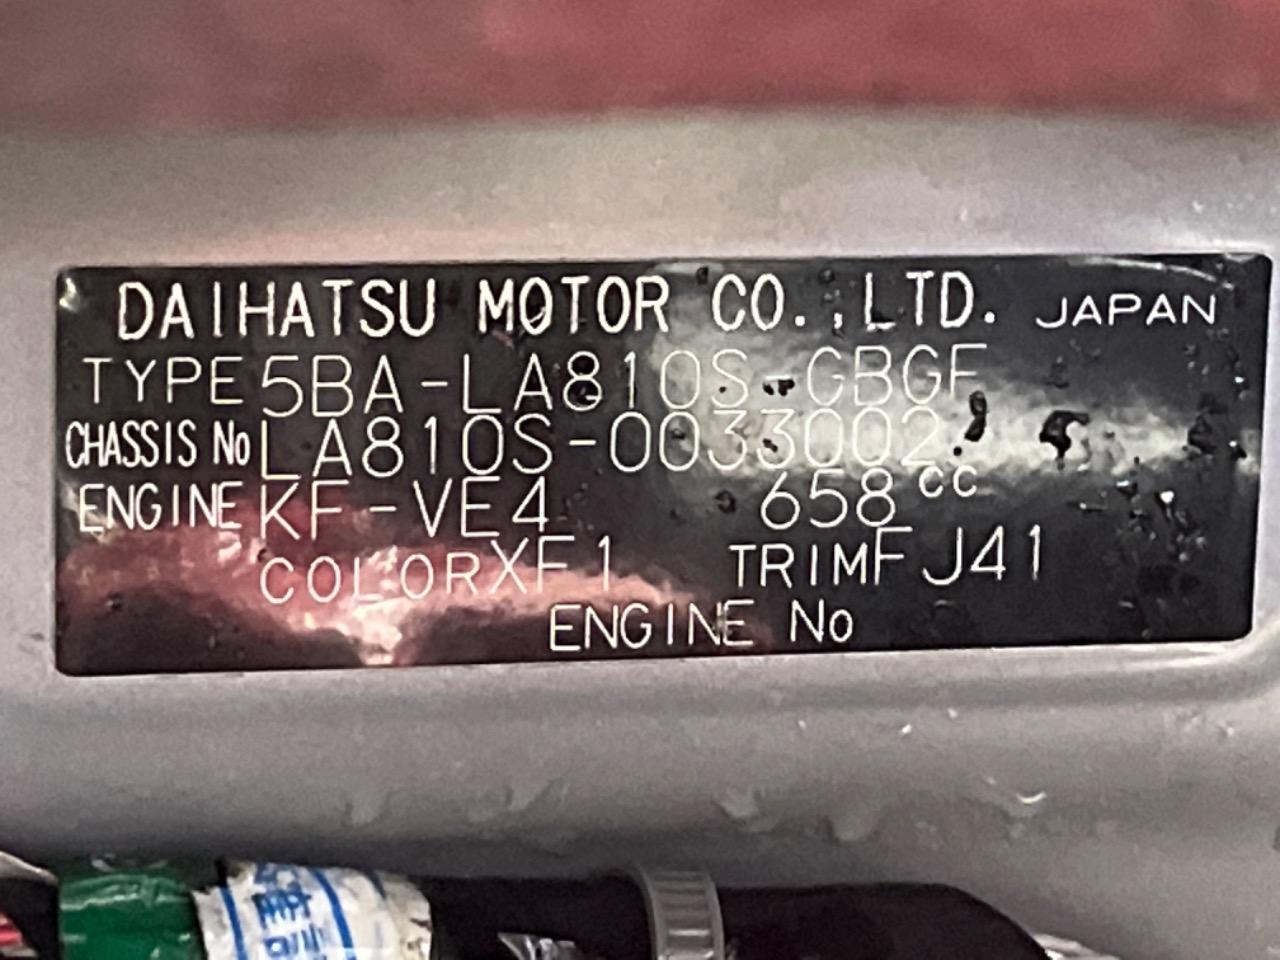 DAIHATSU MOTOR CO.,LTD. JAPAN
TYPE 5BA-LA810S-GBGF
CHASSIS No LA810S-0033002
ENGINE KF-VE4 658cc
COLOR XF1 TRIM FJ41
ENGINE No